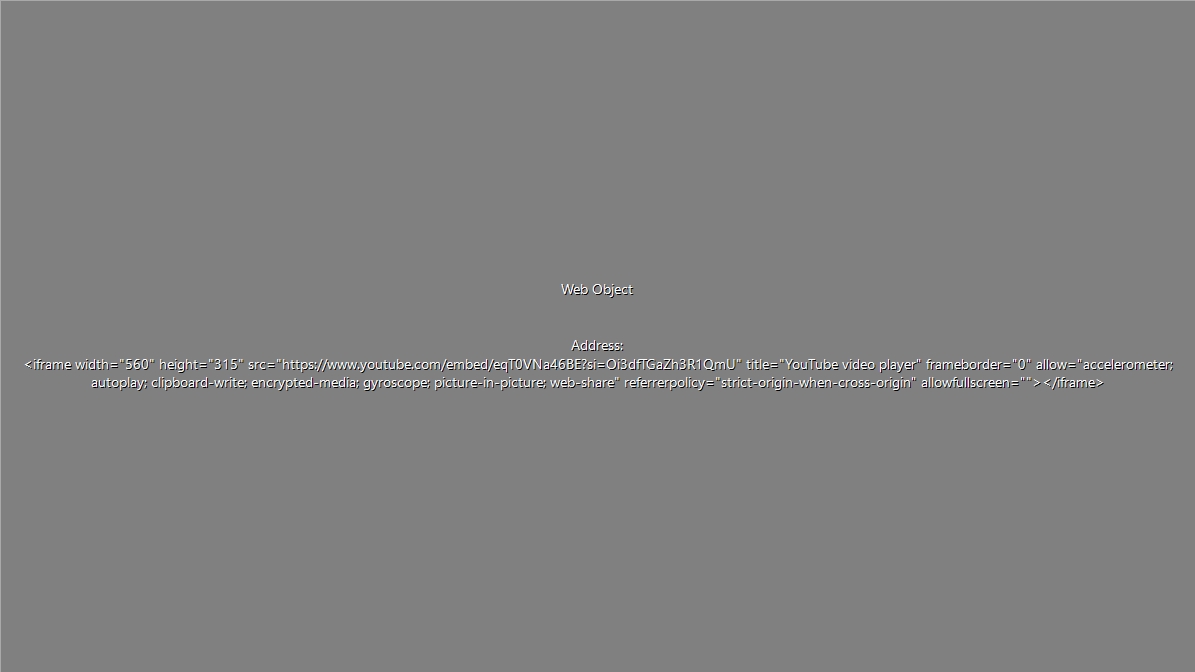 Web Object
Address:
<iframe width="560" height="315" src="https://www.youtube.com/embed/eqT0VNa46BE?si=Oi3dfTGaZh3R1QmU" title="YouTube video player" frameborder="0" allow="accelerometer;
autoplay; clipboard-write; encrypted-media; gyroscope; picture-in-picture; web-share" referrerpolicy="strict-origin-when-cross-origin" allowfullscreen=""></iframe>